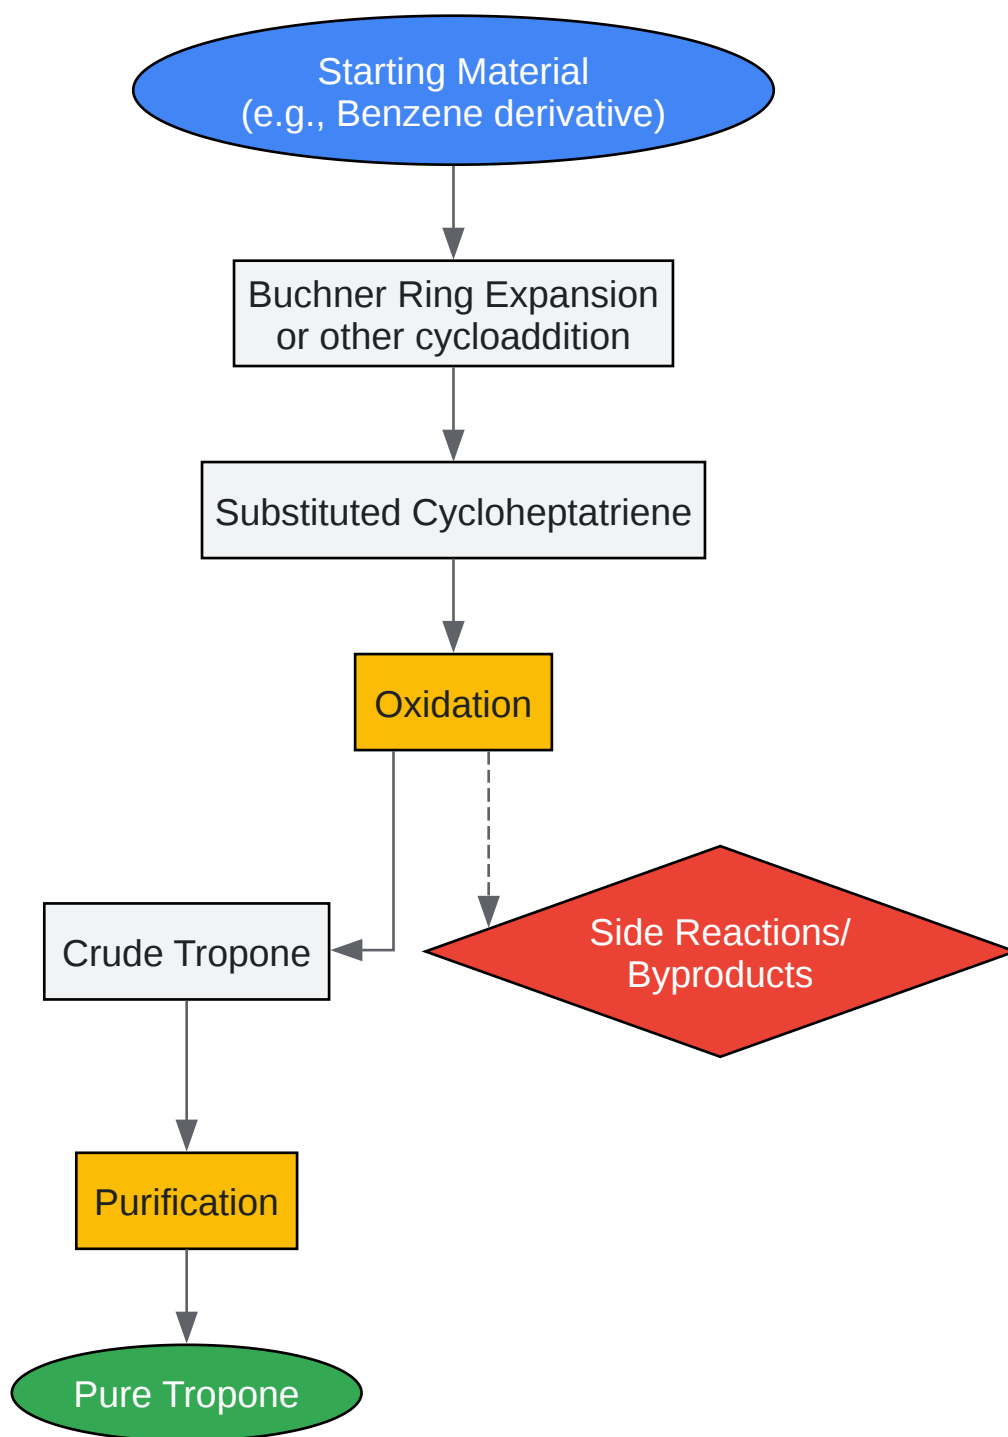 Starting Material
(e.g., Benzene derivative)
Buchner Ring Expansion
or other cycloaddition
Substituted Cycloheptatriene
Oxidation
Crude Tropone
Side Reactions/
Byproducts
Purification
Pure Tropone